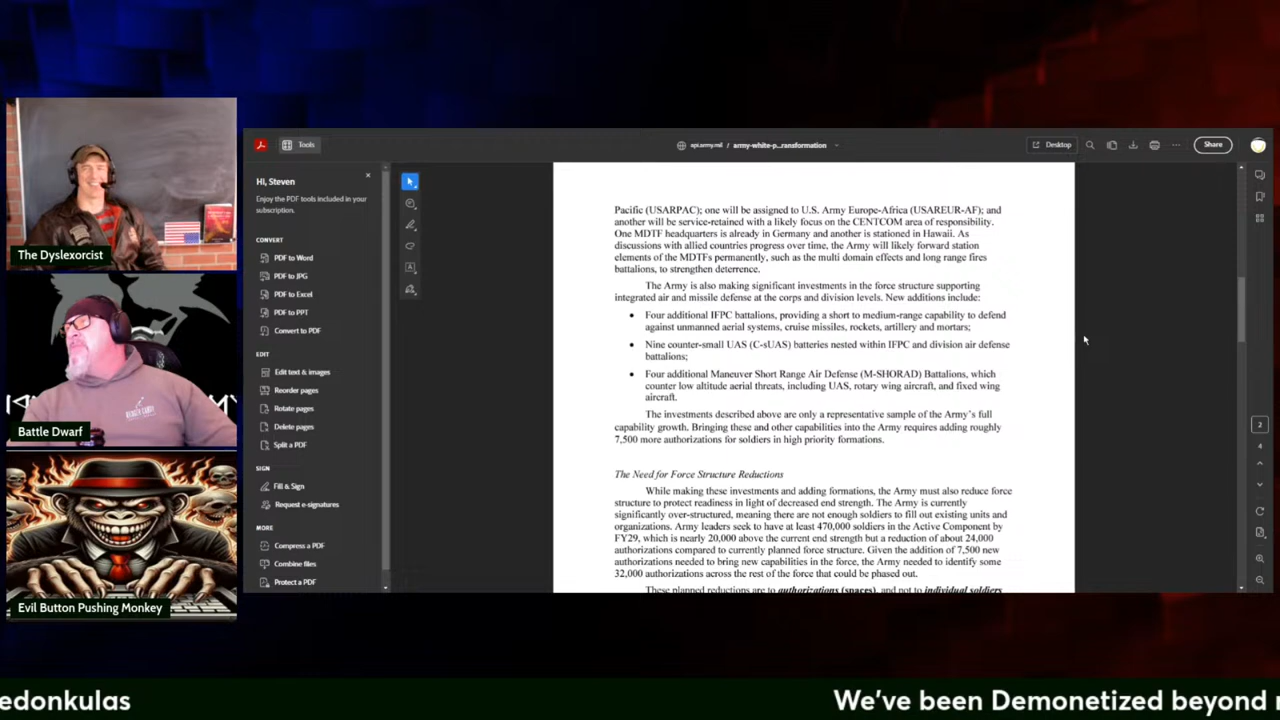 The Dyslexorcist
Battle Dwarf
Evil Button Pushing Monkey
Tools
api.army.mil / army-white-p...ransformation
Desktop
Share
Hi, Steven
Enjoy the PDF tools included in your
subscription.
CONVERT
PDF to Word
PDF to JPG
PDF to Excel
PDF to PPT
Convert to PDF
EDIT
Edit text & images
Reorder pages
Rotate pages
Delete pages
Split a PDF
SIGN
Fill & Sign
Request e-signatures
MORE
Compress a PDF
Combine files
Protect a PDF
Pacific (USARPAC); one will be assigned to U.S. Army Europe-Africa (USAREUR-AF); and
another will be service-retained with a likely focus on the CENTCOM area of responsibility.
One MDTF headquarters is already in Germany and another is stationed in Hawaii. As
discussions with allied countries progress over time, the Army will likely forward station
elements of the MDTFs permanently, such as the multi domain effects and long range fires
battalions, to strengthen deterrence.
The Army is also making significant investments in the force structure supporting
integrated air and missile defense at the corps and division levels. New additions include:
• Four additional IFPC battalions, providing a short to medium-range capability to defend
against unmanned aerial systems, cruise missiles, rockets, artillery and mortars;
• Nine counter-small UAS (C-sUAS) batteries nested within IFPC and division air defense
battalions;
• Four additional Maneuver Short Range Air Defense (M-SHORAD) Battalions, which
counter low altitude aerial threats, including UAS, rotary wing aircraft, and fixed wing
aircraft.
The investments described above are only a representative sample of the Army's full
capability growth. Bringing these and other capabilities into the Army requires adding roughly
7,500 more authorizations for soldiers in high priority formations.
The Need for Force Structure Reductions
While making these investments and adding formations, the Army must also reduce force
structure to protect readiness in light of decreased end strength. The Army is currently
significantly over-structured, meaning there are not enough soldiers to fill out existing units and
organizations. Army leaders seek to have at least 470,000 soldiers in the Active Component by
FY29, which is nearly 20,000 above the current end strength but a reduction of about 24,000
authorizations compared to currently planned force structure. Given the addition of 7,500 new
authorizations needed to bring new capabilities in the force, the Army needed to identify some
32,000 authorizations across the rest of the force that could be phased out.
These planned reductions are to authorizations (spaces), and not to individual soldiers
2
4
edonkulas
We've been Demonetized beyond